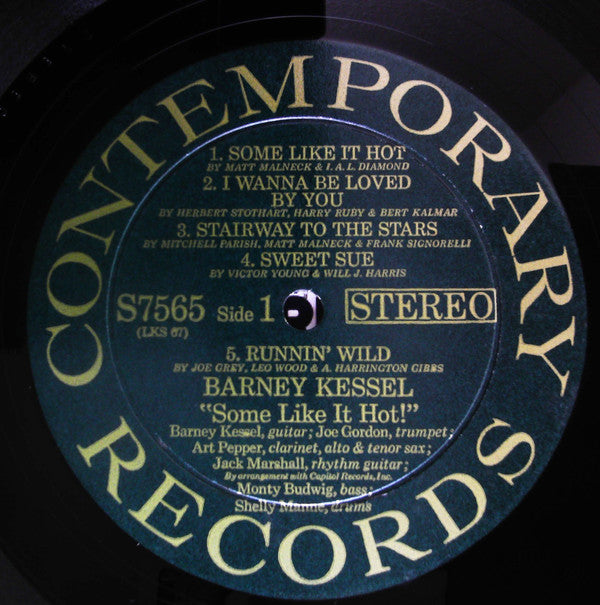 CONTEMPORARY RECORDS
1. SOME LIKE IT HOT
BY MATT MALNECK & I. A. L. DIAMOND
2. I WANNA BE LOVED
BY YOU
BY HERBERT STOTHART, HARRY RUBY & BERT KALMAR
3. STAIRWAY TO THE STARS
BY MITCHELL PARISH, MATT MALNECK & FRANK SIGNORELLI
4. SWEET SUE
BY VICTOR YOUNG & WILL J. HARRIS
S7565 Side 1 STEREO
(LKS 67)
5. RUNNIN' WILD
BY JOE GREY, LEO WOOD & A. HARRINGTON GIBBS
BARNEY KESSEL
"Some Like It Hot!"
Barney Kessel, guitar; Joe Gordon, trumpet;
Art Pepper, clarinet, alto & tenor sax;
Jack Marshall, rhythm guitar;
By arrangement with Capitol Records, Inc.
Monty Budwig, bass;
Shelly Manne, drums